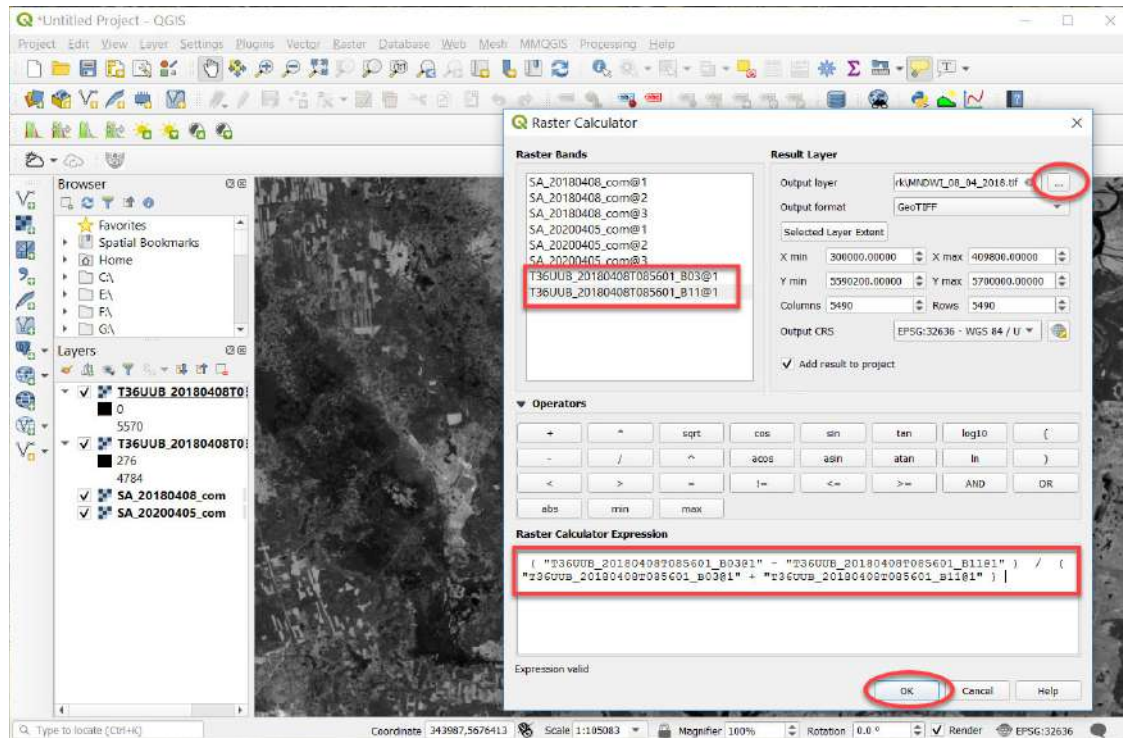 *Untitled Project - QGIS
Project Edit View Layer Settings Plugins Vector Raster Database Web Mesh MMQGIS Processing Help
Browser
Favorites
Spatial Bookmarks
Home
C:\
E:\
F:\
G:\
Layers
T36UUB_20180408T0
0
5570
T36UUB_20180408T0
276
4784
SA_20180408_com
SA_20200405_com
Raster Calculator
Raster Bands
SA_20180408_com@1
SA_20180408_com@2
SA_20180408_com@3
SA_20200405_com@1
SA_20200405_com@2
SA_20200405_com@3
T36UUB_20180408T085601_B03@1
T36UUB_20180408T085601_B11@1
Result Layer
Output layer rk\MNDWI_08_04_2018.tif ...
Output format GeoTIFF
Selected Layer Extent
X min 300000.00000 X max 409800.00000
Y min 5590200.00000 Y max 5700000.00000
Columns 5490 Rows 5490
Output CRS EPSG:32636 - WGS 84 / U
Add result to project
Operators
+ * sqrt cos sin tan log10 (
- / ^ acos asin atan ln )
< > = != <= >= AND OR
abs min max
Raster Calculator Expression
( "T36UUB_20180408T085601_B03@1" - "T36UUB_20180408T085601_B11@1" ) / (
"T36UUB_20180408T085601_B03@1" + "T36UUB_20180408T085601_B11@1" )
Expression valid
OK Cancel Help
Type to locate (Ctrl+K) Coordinate 343987,5676413 Scale 1:105083 Magnifier 100% Rotation 0.0 ° Render EPSG:32636